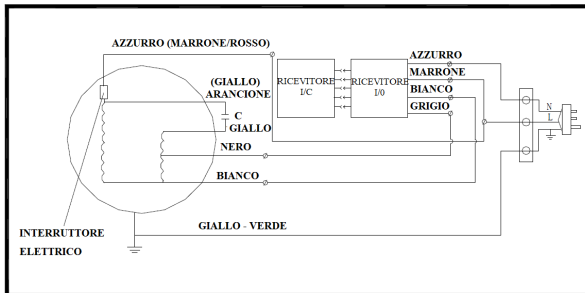 AZZURRO (MARRONE/ROSSO)
AZZURRO
MARRONE
(GIALLO)
ARANCIONE
RICEVITORE
I/C
RICEVITORE
I/0
BIANCO
GRIGIO
C
GIALLO
N
L
NERO
BIANCO
GIALLO - VERDE
INTERRUTTORE
ELETTRICO